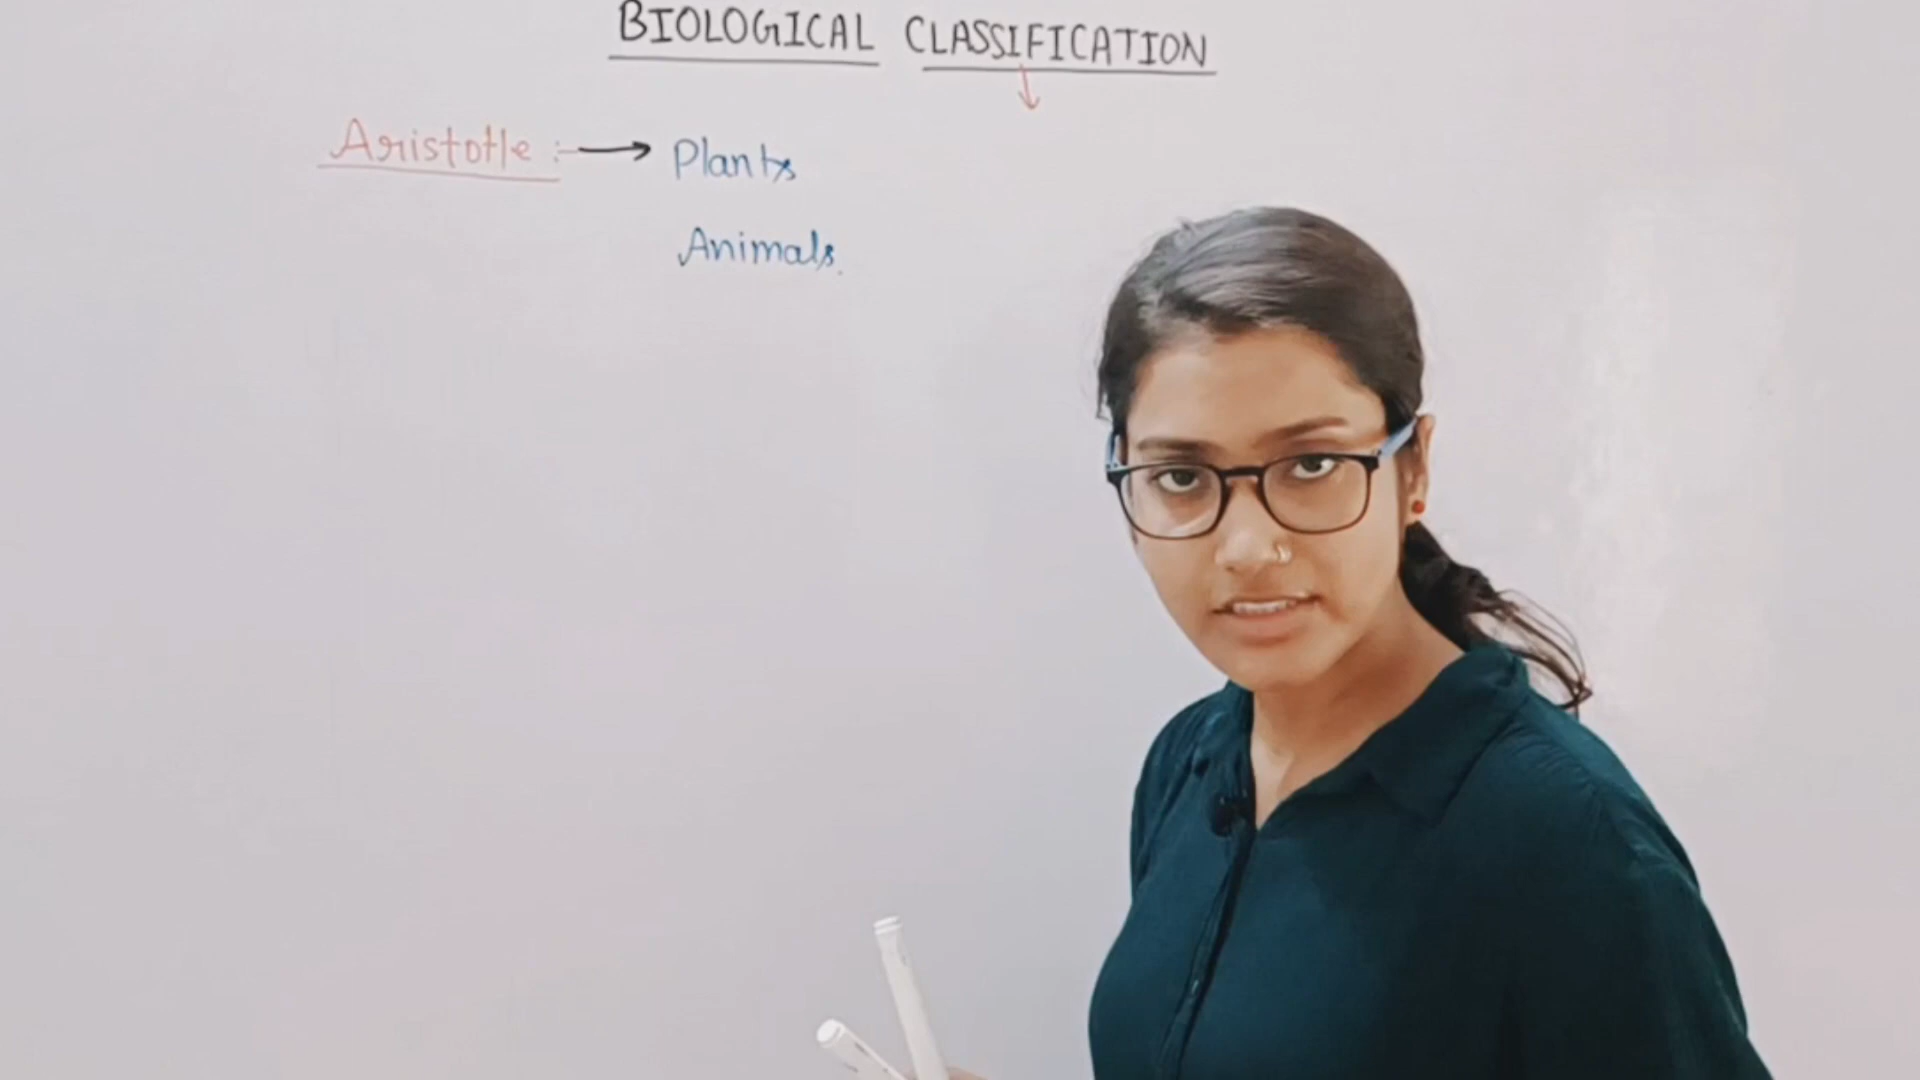 BIOLOGICAL CLASSIFICATION
Aristotle :- → Plants
Animals.